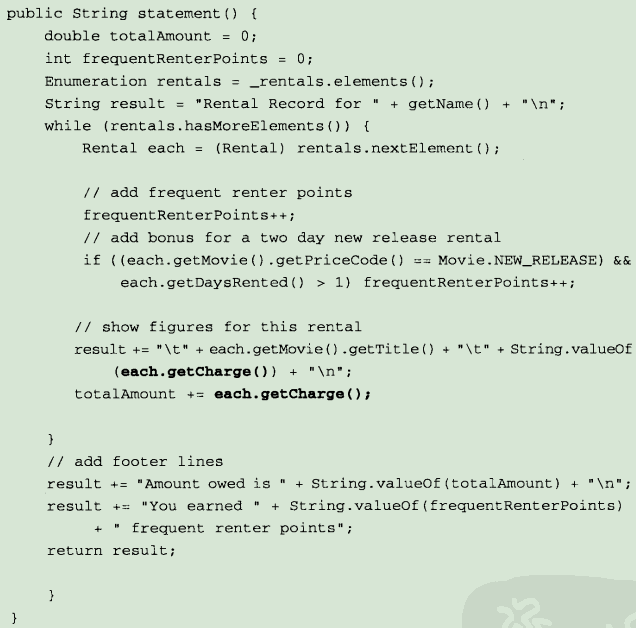 public String statement() {
    double totalAmount = 0;
    int frequentRenterPoints = 0;
    Enumeration rentals = _rentals.elements();
    String result = "Rental Record for " + getName() + "\n";
    while (rentals.hasMoreElements()) {
        Rental each = (Rental) rentals.nextElement();

        // add frequent renter points
        frequentRenterPoints++;
        // add bonus for a two day new release rental
        if ((each.getMovie().getPriceCode() == Movie.NEW_RELEASE) &&
            each.getDaysRented() > 1) frequentRenterPoints++;

        // show figures for this rental
        result += "\t" + each.getMovie().getTitle() + "\t" + String.valueOf
            (each.getCharge()) + "\n";
        totalAmount += each.getCharge();

    }
    // add footer lines
    result += "Amount owed is " + String.valueOf(totalAmount) + "\n";
    result += "You earned " + String.valueOf(frequentRenterPoints)
        + " frequent renter points";
    return result;

    }
}